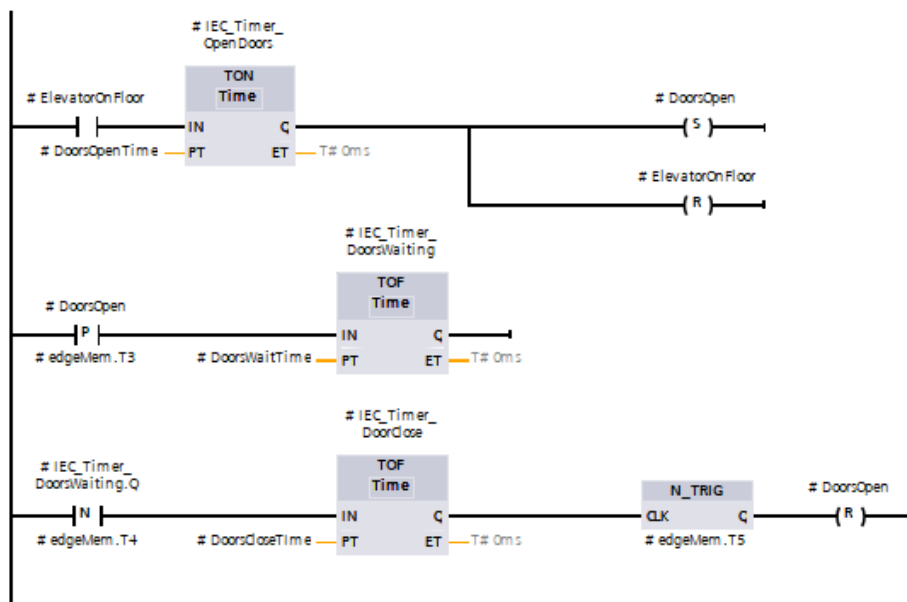 # IEC_Timer_
OpenDoors
TON
Time
# ElevatorOnFloor
# DoorsOpen
IN Q
S
# DoorsOpenTime PT ET T# 0ms
# ElevatorOnFloor
R
# IEC_Timer_
DoorsWaiting
TOF
Time
# DoorsOpen
P
IN Q
# edgeMem.T3
# DoorsWaitTime PT ET T# 0ms
# IEC_Timer_
DoorClose
TOF
Time
# IEC_Timer_
DoorsWaiting.Q
N_TRIG
# DoorsOpen
N
IN Q
CLK Q
R
# edgeMem.T4
# DoorsCloseTime PT ET T# 0ms
# edgeMem.T5